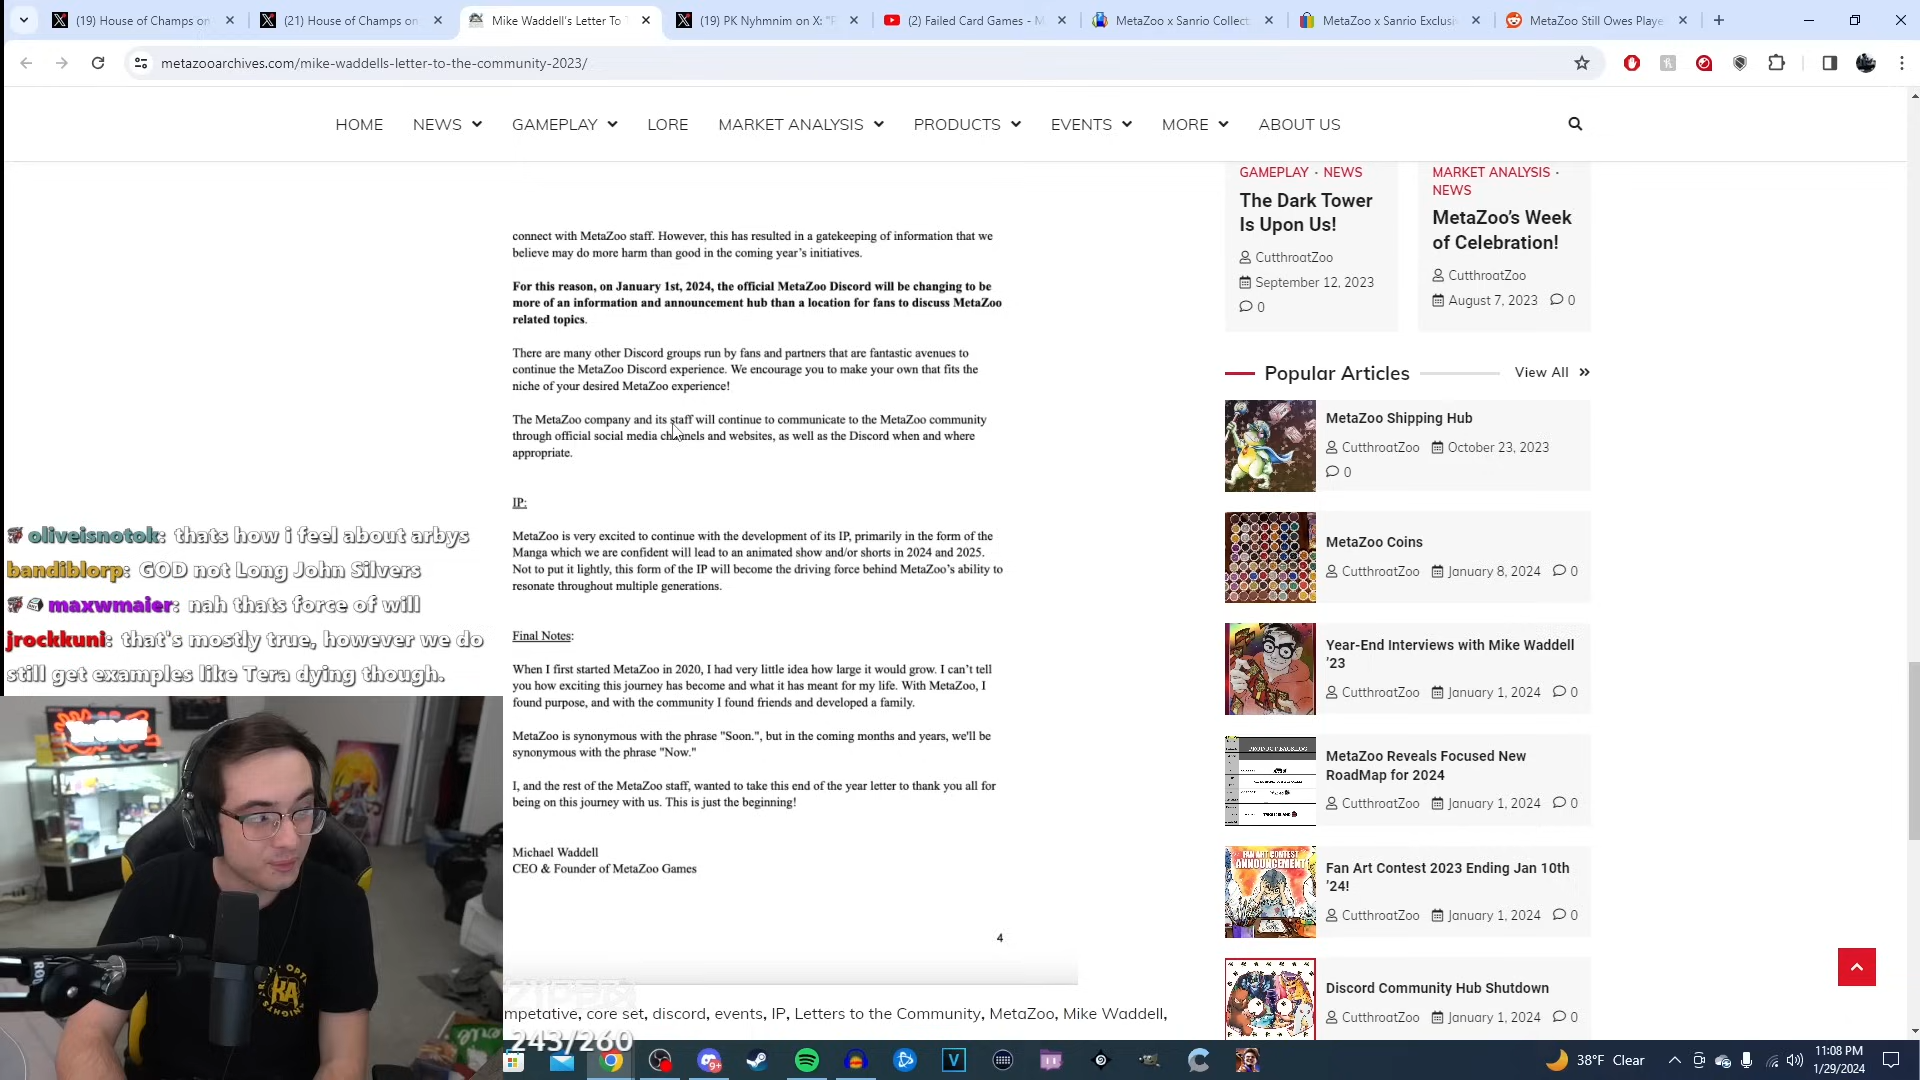 (19) House of Champs on
(21) House of Champs on
Mike Waddell's Letter To T
(19) PK Nyhmnim on X: "P
(2) Failed Card Games - M
MetaZoo x Sanrio Collect
MetaZoo x Sanrio Exclusiv
MetaZoo Still Owes Playe
metazooarchives.com/mike-waddells-letter-to-the-community-2023/
HOME NEWS GAMEPLAY LORE MARKET ANALYSIS PRODUCTS EVENTS MORE ABOUT US
connect with MetaZoo staff. However, this has resulted in a gatekeeping of information that we
believe may do more harm than good in the coming year's initiatives.
For this reason, on January 1st, 2024, the official MetaZoo Discord will be changing to be
more of an information and announcement hub than a location for fans to discuss MetaZoo
related topics.
There are many other Discord groups run by fans and partners that are fantastic avenues to
continue the MetaZoo Discord experience. We encourage you to make your own that fits the
niche of your desired MetaZoo experience!
The MetaZoo company and its staff will continue to communicate to the MetaZoo community
through official social media channels and websites, as well as the Discord when and where
appropriate.
IP:
MetaZoo is very excited to continue with the development of its IP, primarily in the form of the
Manga which we are confident will lead to an animated show and/or shorts in 2024 and 2025.
Not to put it lightly, this form of the IP will become the driving force behind MetaZoo's ability to
resonate throughout multiple generations.
Final Notes:
When I first started MetaZoo in 2020, I had very little idea how large it would grow. I can't tell
you how exciting this journey has become and what it has meant for my life. With MetaZoo, I
found purpose, and with the community I found friends and developed a family.
MetaZoo is synonymous with the phrase "Soon.", but in the coming months and years, we'll be
synonymous with the phrase "Now."
I, and the rest of the MetaZoo staff, wanted to take this end of the year letter to thank you all for
being on this journey with us. This is just the beginning!
Michael Waddell
CEO & Founder of MetaZoo Games
4
mpetative, core set, discord, events, IP, Letters to the Community, MetaZoo, Mike Waddell,
243/260
GAMEPLAY · NEWS
The Dark Tower
Is Upon Us!
CutthroatZoo
September 12, 2023
0
MARKET ANALYSIS ·
NEWS
MetaZoo's Week
of Celebration!
CutthroatZoo
August 7, 2023 0
Popular Articles View All
MetaZoo Shipping Hub
CutthroatZoo October 23, 2023
0
MetaZoo Coins
CutthroatZoo January 8, 2024 0
Year-End Interviews with Mike Waddell
'23
CutthroatZoo January 1, 2024 0
PRODUCT BACKLOG
MetaZoo Reveals Focused New
RoadMap for 2024
CutthroatZoo January 1, 2024 0
FAN ART CONTEST
ANNOUNCEMENT
Fan Art Contest 2023 Ending Jan 10th
'24!
CutthroatZoo January 1, 2024 0
Discord Community Hub Shutdown
CutthroatZoo January 1, 2024 0
oliveisnotok: thats how i feel about arbys
bandiblorp: GOD not Long John Silvers
maxwmaier: nah thats force of will
jrockkuni: that's mostly true, however we do
still get examples like Tera dying though.
KA
9+
V
38°F Clear
11:08 PM
1/29/2024